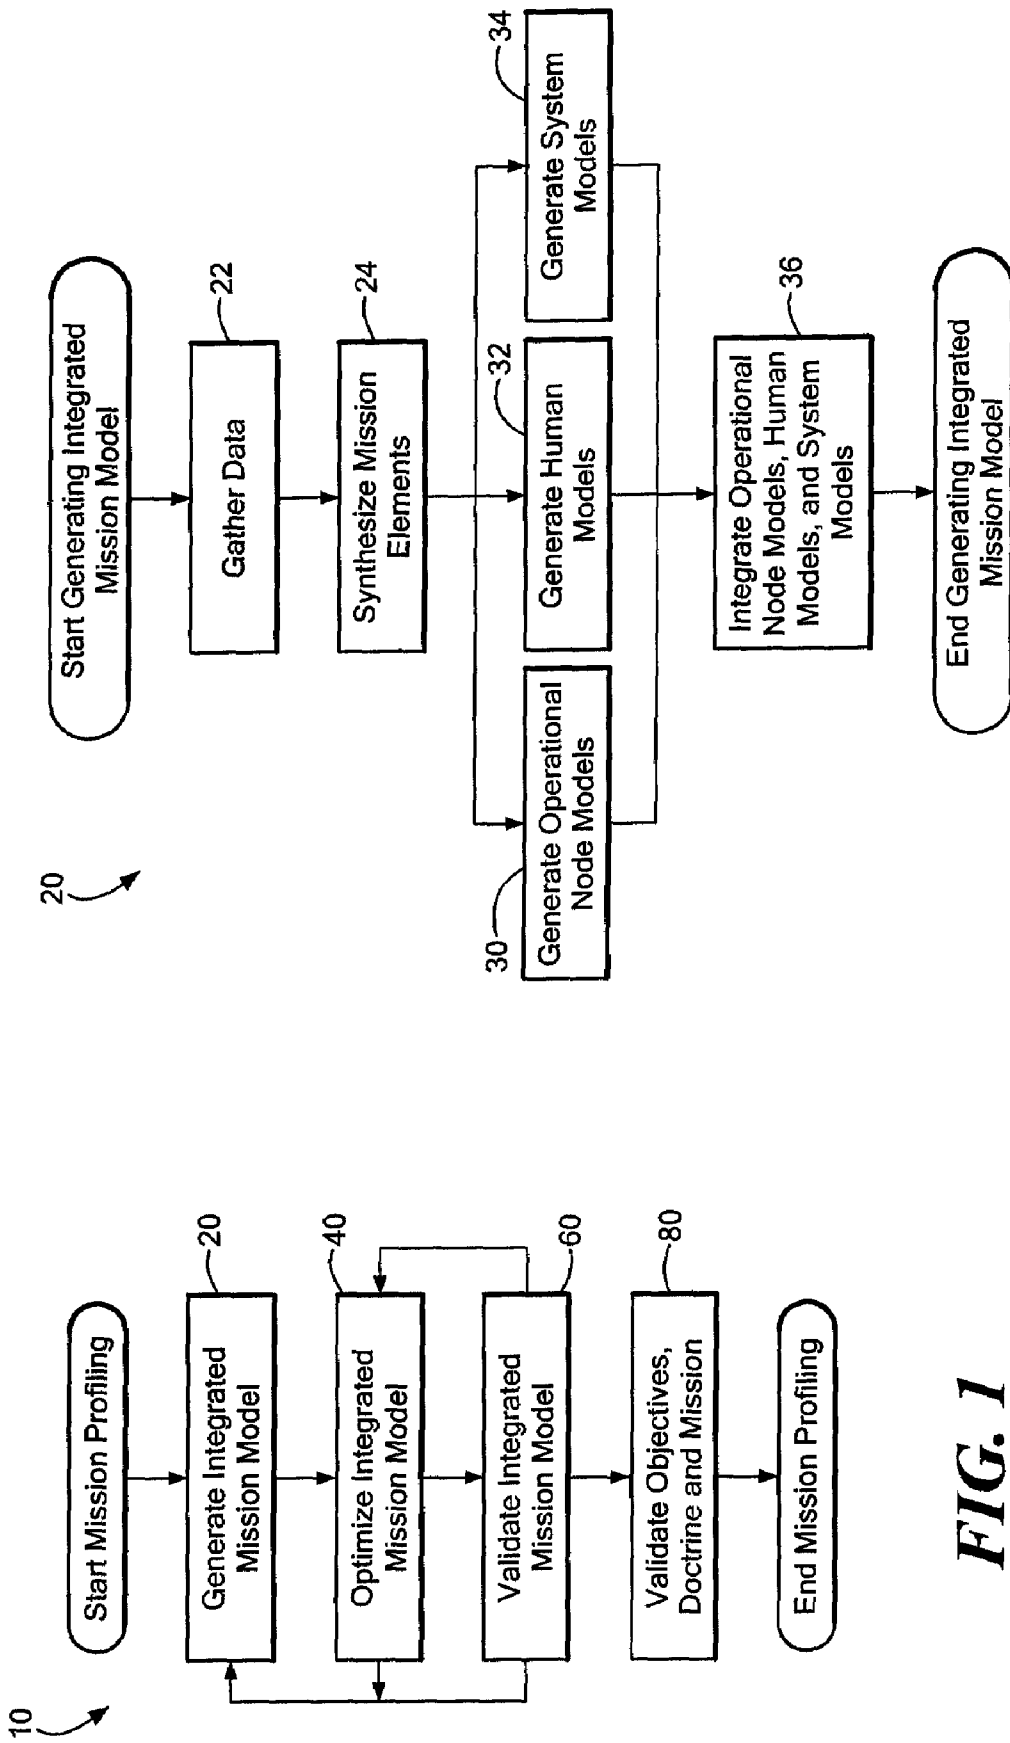 10
Start Mission Profiling
20
Generate Integrated
Mission Model
40
Optimize Integrated
Mission Model
60
Validate Integrated
Mission Model
80
Validate Objectives,
Doctrine and Mission
End Mission Profiling
20
Start Generating Integrated
Mission Model
22
Gather Data
24
Synthesize Mission
Elements
30
Generate Operational
Node Models
32
Generate Human
Models
34
Generate System
Models
36
Integrate Operational
Node Models, Human
Models, and System
Models
End Generating Integrated
Mission Model
FIG. 1